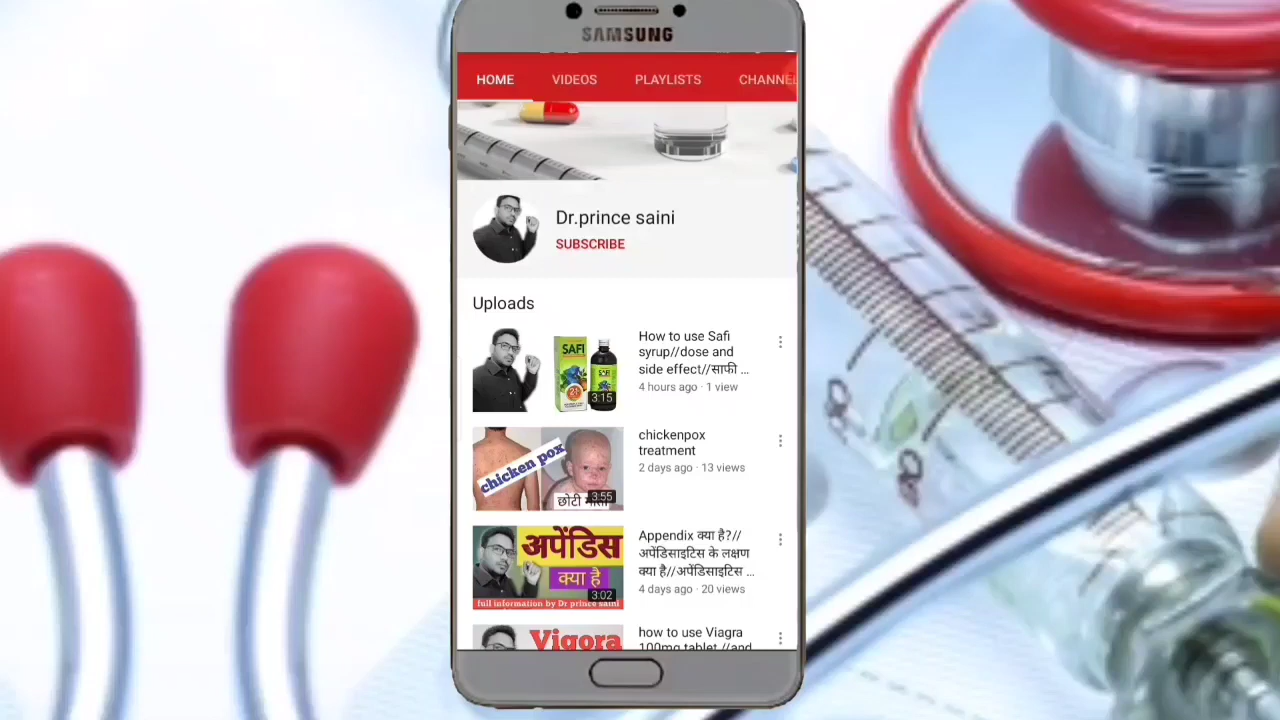 SAMSUNG
HOME VIDEOS PLAYLISTS CHANNEL
Dr.prince saini
SUBSCRIBE
Uploads
SAFI
SAFI
3:15
How to use Safi
syrup//dose and
side effect//साफी ...
4 hours ago · 1 view
chicken pox
छोटी
3:55
chickenpox
treatment
2 days ago · 13 views
अपेंडिस
क्या है
3:02
full information by Dr prince saini
Appendix क्या है?//
अपेंडिसाइटिस के लक्षण
क्या है//अपेंडिसाइटिस ...
4 days ago · 20 views
Vigora
how to use Viagra
100mg tablet //and